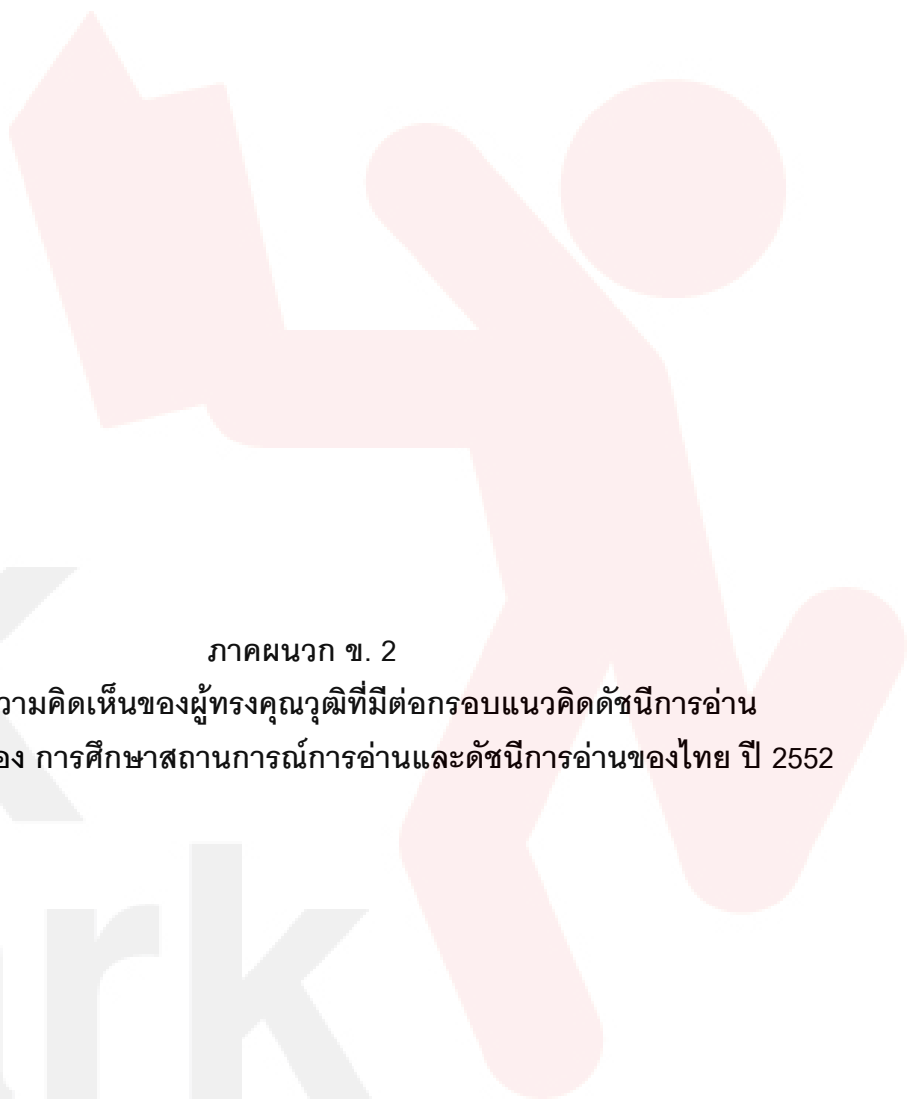 ภาคผนวก ข. 2
วามคิดเห็นของผู้ทรงคุณวุฒิที่มีต่อกรอบแนวคิดดัชนีการอ่าน
อง การศึกษาสถานการณ์การอ่านและดัชนีการอ่านของไทย ปี 2552
k
ark